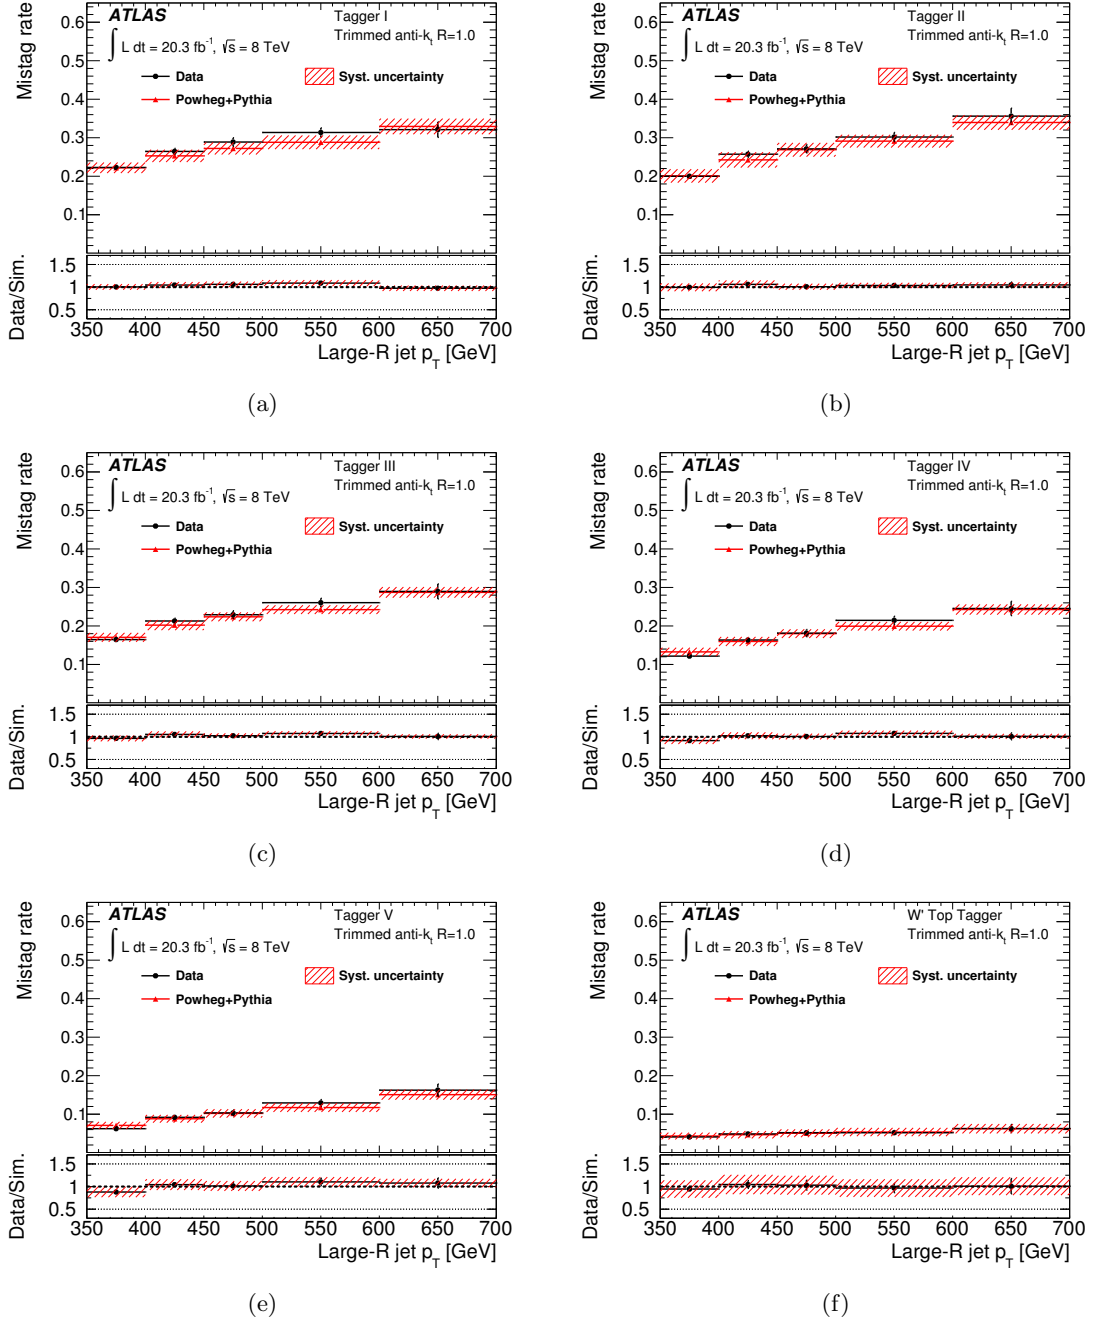 ATLAS
Tagger I
∫ L dt = 20.3 fb⁻¹, √s = 8 TeV
Trimmed anti-kₜ R=1.0
Data
Syst. uncertainty
Powheg+Pythia
Mistag rate
0.6
0.5
0.4
0.3
0.2
0.1
Data/Sim.
1.5
1
0.5
350 400 450 500 550 600 650 700
Large-R jet p_T [GeV]
(a)
ATLAS
Tagger II
∫ L dt = 20.3 fb⁻¹, √s = 8 TeV
Trimmed anti-kₜ R=1.0
Data
Syst. uncertainty
Powheg+Pythia
Mistag rate
0.6
0.5
0.4
0.3
0.2
0.1
Data/Sim.
1.5
1
0.5
350 400 450 500 550 600 650 700
Large-R jet p_T [GeV]
(b)
ATLAS
Tagger III
∫ L dt = 20.3 fb⁻¹, √s = 8 TeV
Trimmed anti-kₜ R=1.0
Data
Syst. uncertainty
Powheg+Pythia
Mistag rate
0.6
0.5
0.4
0.3
0.2
0.1
Data/Sim.
1.5
1
0.5
350 400 450 500 550 600 650 700
Large-R jet p_T [GeV]
(c)
ATLAS
Tagger IV
∫ L dt = 20.3 fb⁻¹, √s = 8 TeV
Trimmed anti-kₜ R=1.0
Data
Syst. uncertainty
Powheg+Pythia
Mistag rate
0.6
0.5
0.4
0.3
0.2
0.1
Data/Sim.
1.5
1
0.5
350 400 450 500 550 600 650 700
Large-R jet p_T [GeV]
(d)
ATLAS
Tagger V
∫ L dt = 20.3 fb⁻¹, √s = 8 TeV
Trimmed anti-kₜ R=1.0
Data
Syst. uncertainty
Powheg+Pythia
Mistag rate
0.6
0.5
0.4
0.3
0.2
0.1
Data/Sim.
1.5
1
0.5
350 400 450 500 550 600 650 700
Large-R jet p_T [GeV]
(e)
ATLAS
W' Top Tagger
∫ L dt = 20.3 fb⁻¹, √s = 8 TeV
Trimmed anti-kₜ R=1.0
Data
Syst. uncertainty
Powheg+Pythia
Mistag rate
0.6
0.5
0.4
0.3
0.2
0.1
Data/Sim.
1.5
1
0.5
350 400 450 500 550 600 650 700
Large-R jet p_T [GeV]
(f)